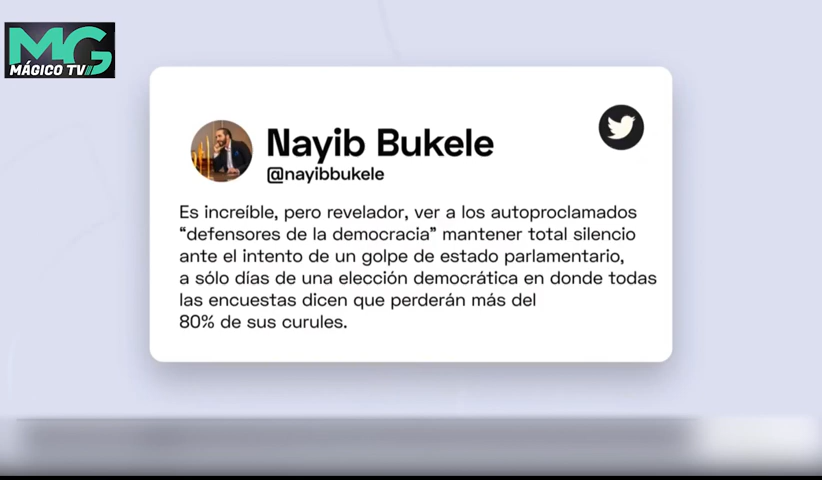 MG
MÁGICO TV
Nayib Bukele
@nayibbukele
Es increíble, pero revelador, ver a los autoproclamados
“defensores de la democracia” mantener total silencio
ante el intento de un golpe de estado parlamentario,
a sólo días de una elección democrática en donde todas
las encuestas dicen que perderán más del
80% de sus curules.